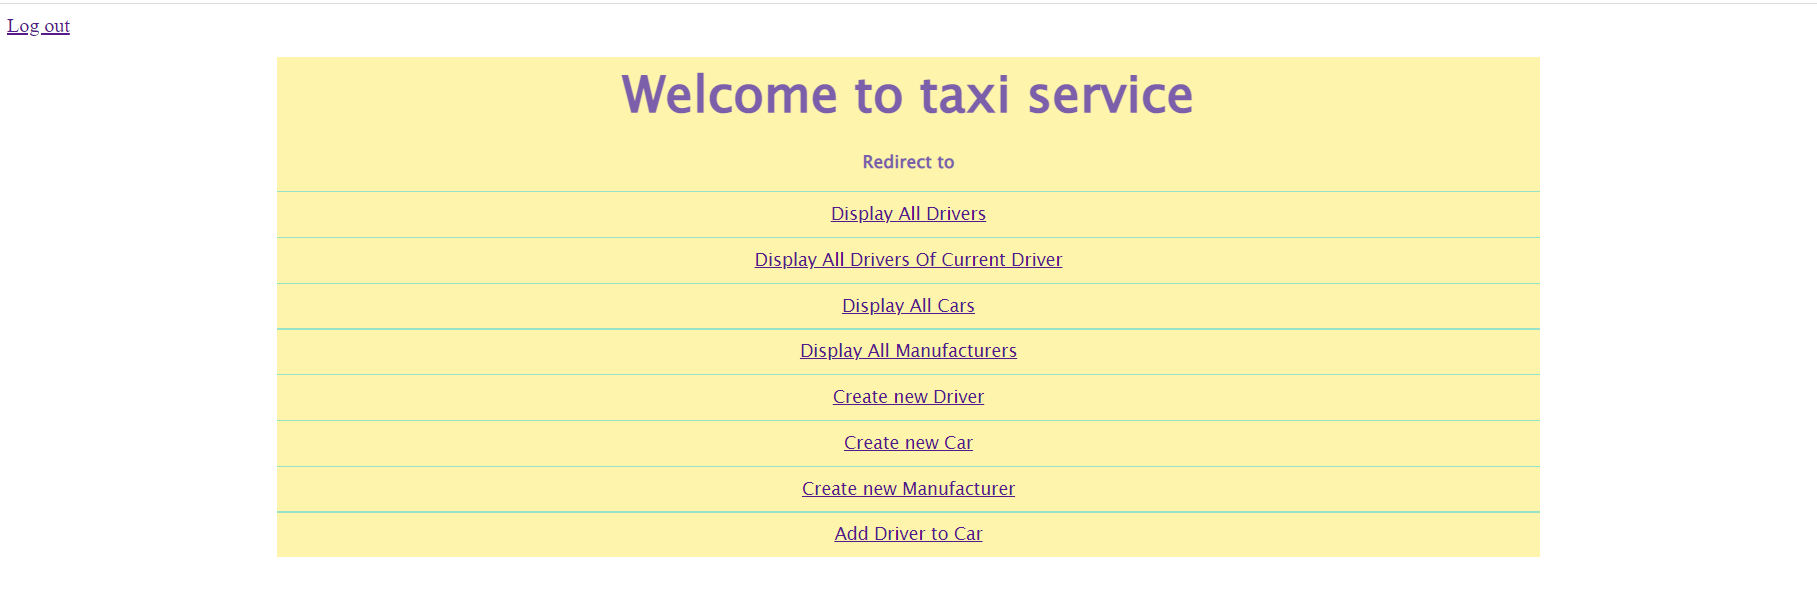 Log out
Welcome to taxi service
Redirect to
Display All Drivers
Display All Drivers Of Current Driver
Display All Cars
Display All Manufacturers
Create new Driver
Create new Car
Create new Manufacturer
Add Driver to Car